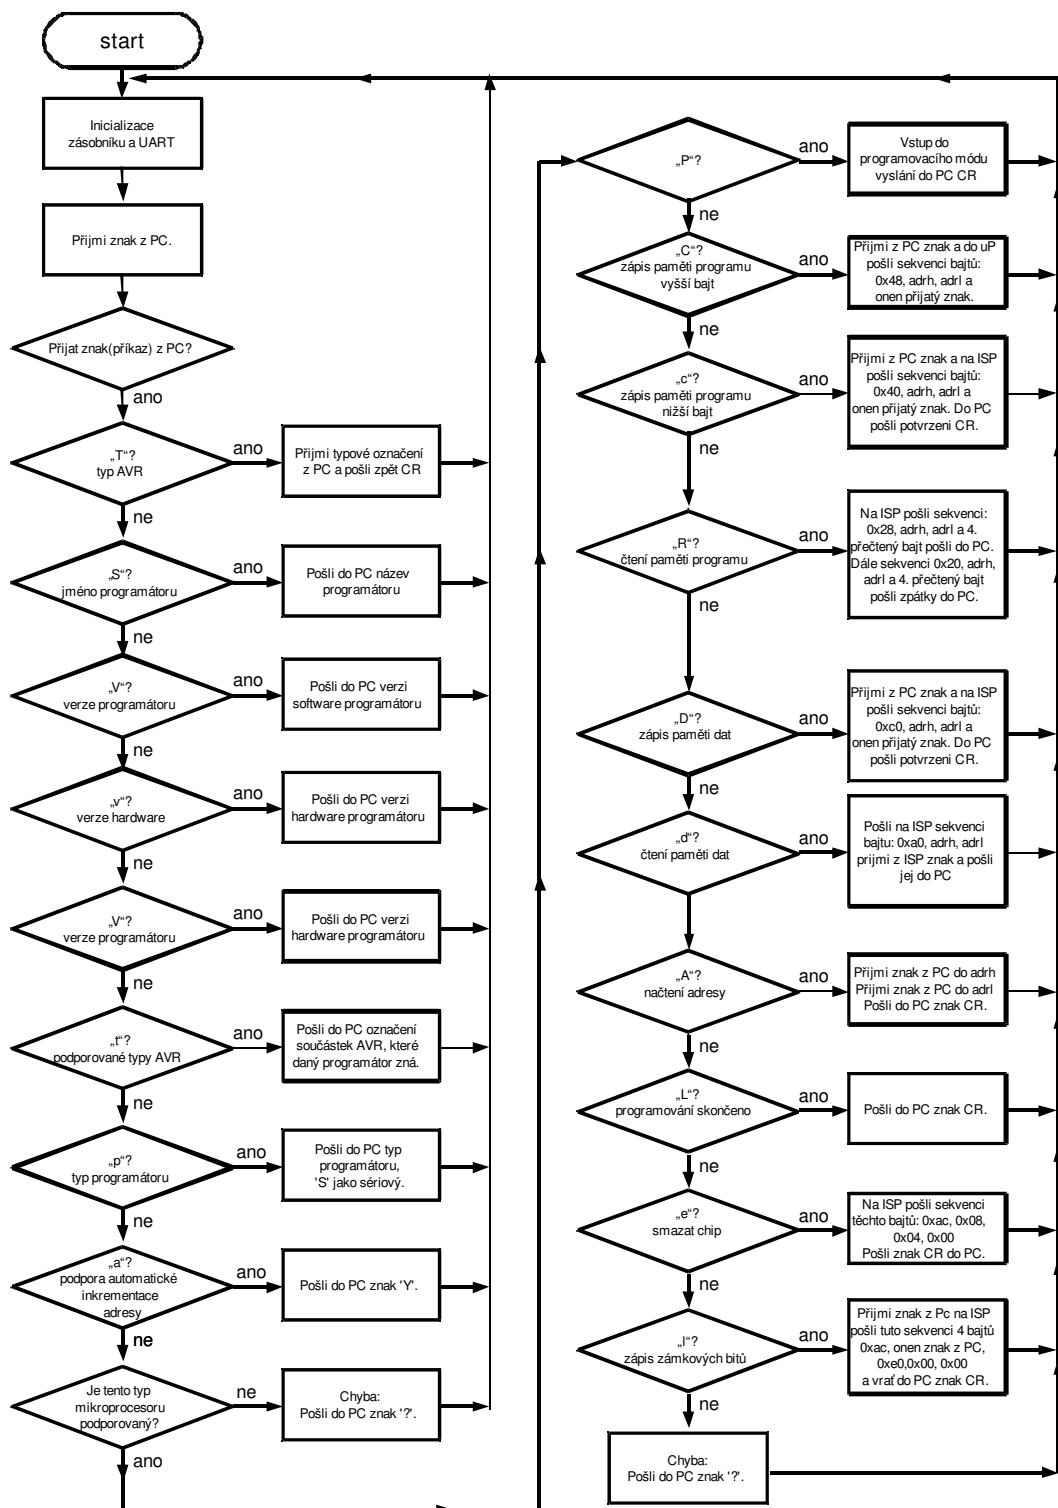 start
Inicializace
zásobníku a UART
Přijmi znak z PC.
Přijat znak(příkaz) z PC?
ano
„T“?
typ AVR
ano
Přijmi typové označení
z PC a pošli zpět CR
ne
„S“?
jméno programátoru
ano
Pošli do PC název
programátoru
ne
„V“?
verze programátoru
ano
Pošli do PC verzi
software programátoru
ne
„v“?
verze hardware
ano
Pošli do PC verzi
hardware programátoru
ne
„V“?
verze programátoru
ano
Pošli do PC verzi
hardware programátoru
ne
„t“?
podporované typy AVR
ano
Pošli do PC označení
součástek AVR, které
daný programátor zná.
ne
„p“?
typ programátoru
ano
Pošli do PC typ
programátoru,
'S' jako sériový.
ne
„a“?
podpora automatické
inkrementace
adresy
ano
Pošli do PC znak 'Y'.
ne
Je tento typ
mikroprocesoru
podporovaný?
ne
Chyba:
Pošli do PC znak '?'.
ano
„P“?
ano
Vstup do
programovacího módu
vyslání do PC CR
ne
„C“?
zápis paměti programu
vyšší bajt
ano
Přijmi z PC znak a do uP
pošli sekvenci bajtů:
0x48, adrh, adrl a
onen přijatý znak.
ne
„c“?
zápis paměti programu
nižší bajt
ano
Přijmi z PC znak a na ISP
pošli sekvenci bajtů:
0x40, adrh, adrl a
onen přijatý znak. Do PC
pošli potvrzeni CR.
ne
„R“?
čtení paměti programu
ano
Na ISP pošli sekvenci:
0x28, adrh, adrl a 4.
přečtený bajt pošli do PC.
Dále sekvenci 0x20, adrh,
adrl a 4. přečtený bajt
pošli zpátky do PC.
ne
„D“?
zápis paměti dat
ano
Přijmi z PC znak a na ISP
pošli sekvenci bajtů:
0xc0, adrh, adrl a
onen přijatý znak. Do PC
pošli potvrzeni CR.
ne
„d“?
čtení paměti dat
ano
Pošli na ISP sekvenci
bajtu: 0xa0, adrh, adrl
prijmi z ISP znak a pošli
jej do PC
ne
„A“?
načtení adresy
ano
Přijmi znak z PC do adrh
Přijmi znak z PC do adrl
Pošli do PC znak CR.
ne
„L“?
programování skončeno
ano
Pošli do PC znak CR.
ne
„e“?
smazat chip
ano
Na ISP pošli sekvenci
těchto bajtů: 0xac, 0x08,
0x04, 0x00
Pošli znak CR do PC.
ne
„l“?
zápis zámkových bitů
ano
Přijmi znak z Pc na ISP
pošli tuto sekvenci 4 bajtů
0xac, onen znak z PC,
0xe0,0x00, 0x00
a vrať do PC znak CR.
ne
Chyba:
Pošli do PC znak '?'.